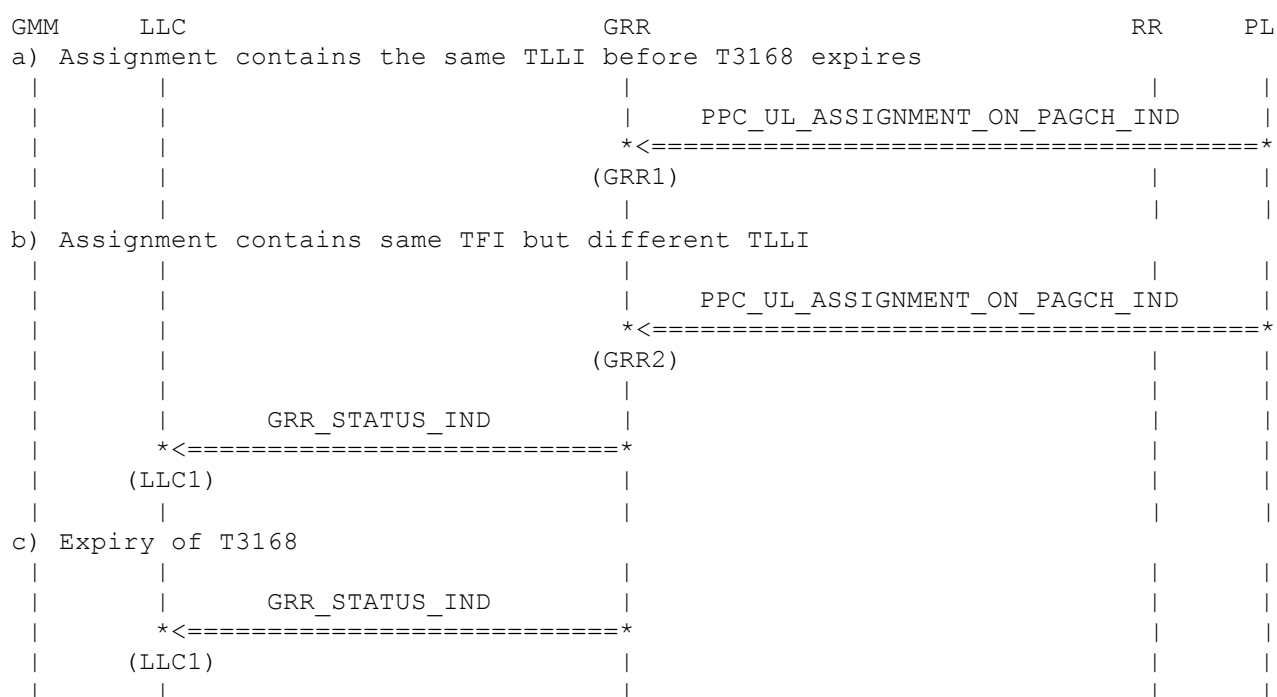 GMM LLC GRR RR PL
a) Assignment contains the same TLLI before T3168 expires
| | | | |
| | | PPC_UL_ASSIGNMENT_ON_PAGCH_IND |
| | *<======================================*
| | (GRR1) | |
| | | | |
b) Assignment contains same TFI but different TLLI
| | | | |
| | | PPC_UL_ASSIGNMENT_ON_PAGCH_IND |
| | *<======================================*
| | (GRR2) | |
| | | | |
| | GRR_STATUS_IND | | |
| *<===========================* | |
| (LLC1) | | |
| | | | |
c) Expiry of T3168
| | | | |
| | GRR_STATUS_IND | | |
| *<===========================* | |
| (LLC1) | | |
| | | | |